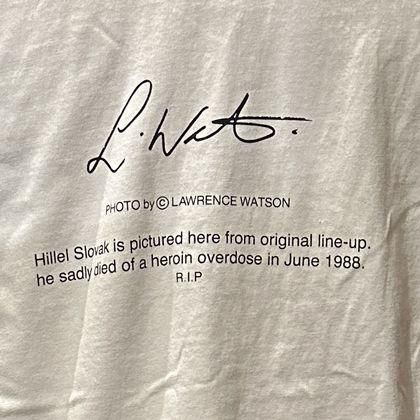 L. Wat.
PHOTO by © LAWRENCE WATSON
Hillel Slovak is pictured here from original line-up.
he sadly died of a heroin overdose in June 1988.
R.I.P